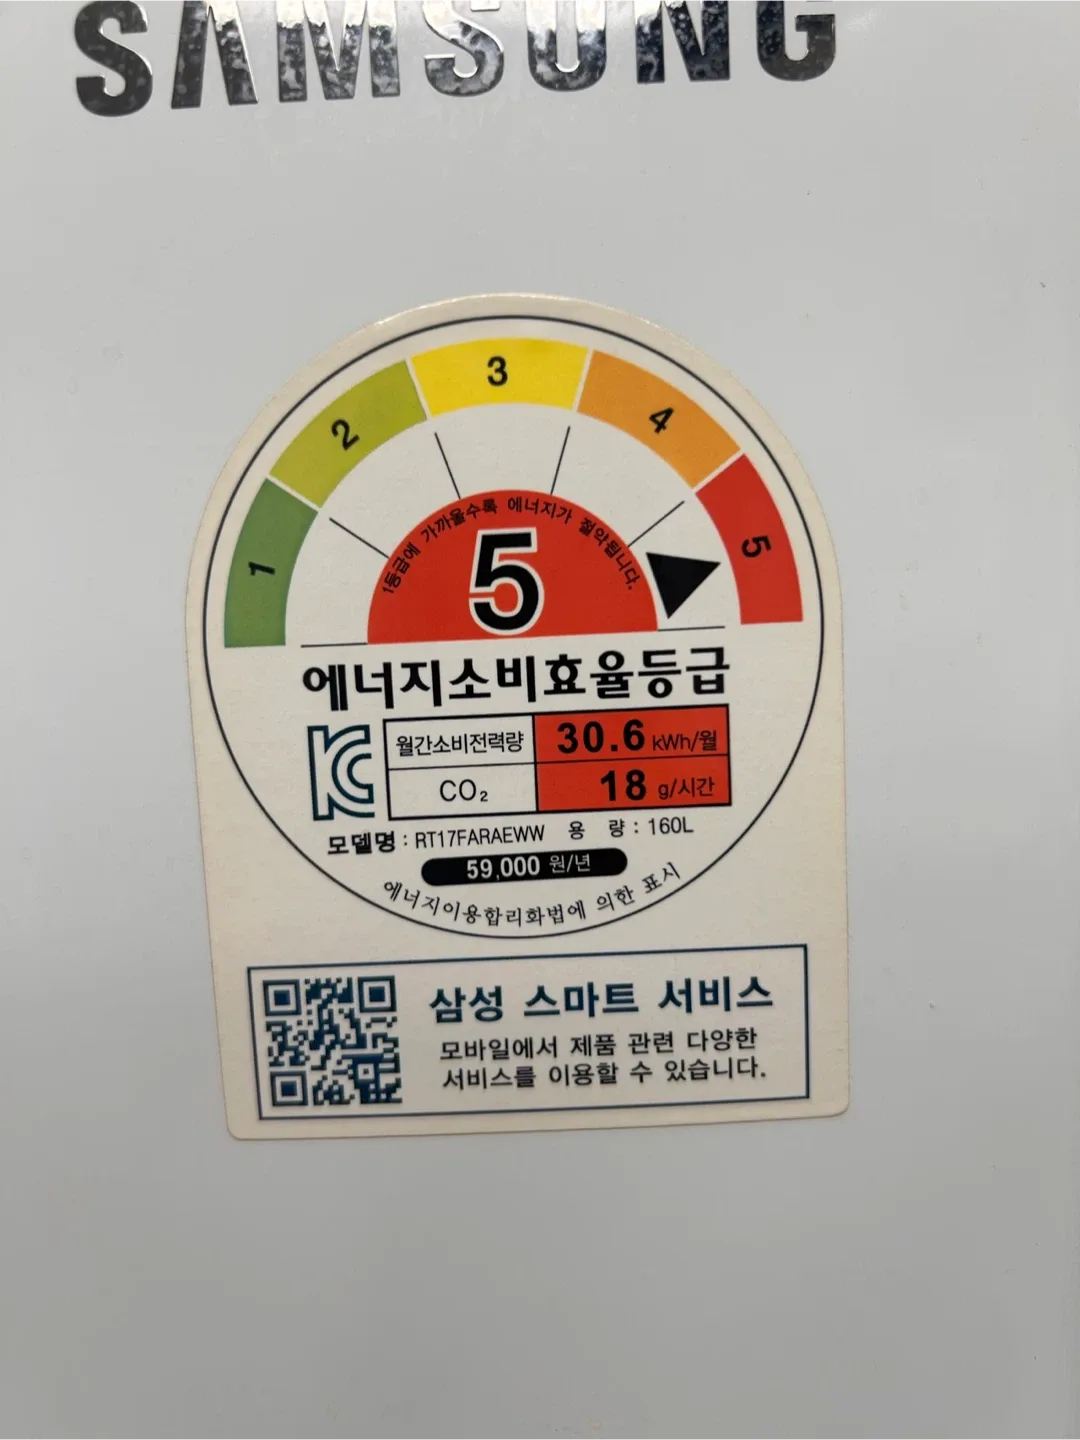 SAMSUNG
1
2
3
4
5
1등급에 가까울수록 에너지가 절약됩니다.
5
에너지소비효율등급
월간소비전력량 30.6 kWh/월
CO₂ 18 g/시간
모델명 : RT17FARAEWW 용 량 : 160L
59,000 원/년
에너지이용합리화법에 의한 표시
삼성 스마트 서비스
모바일에서 제품 관련 다양한
서비스를 이용할 수 있습니다.